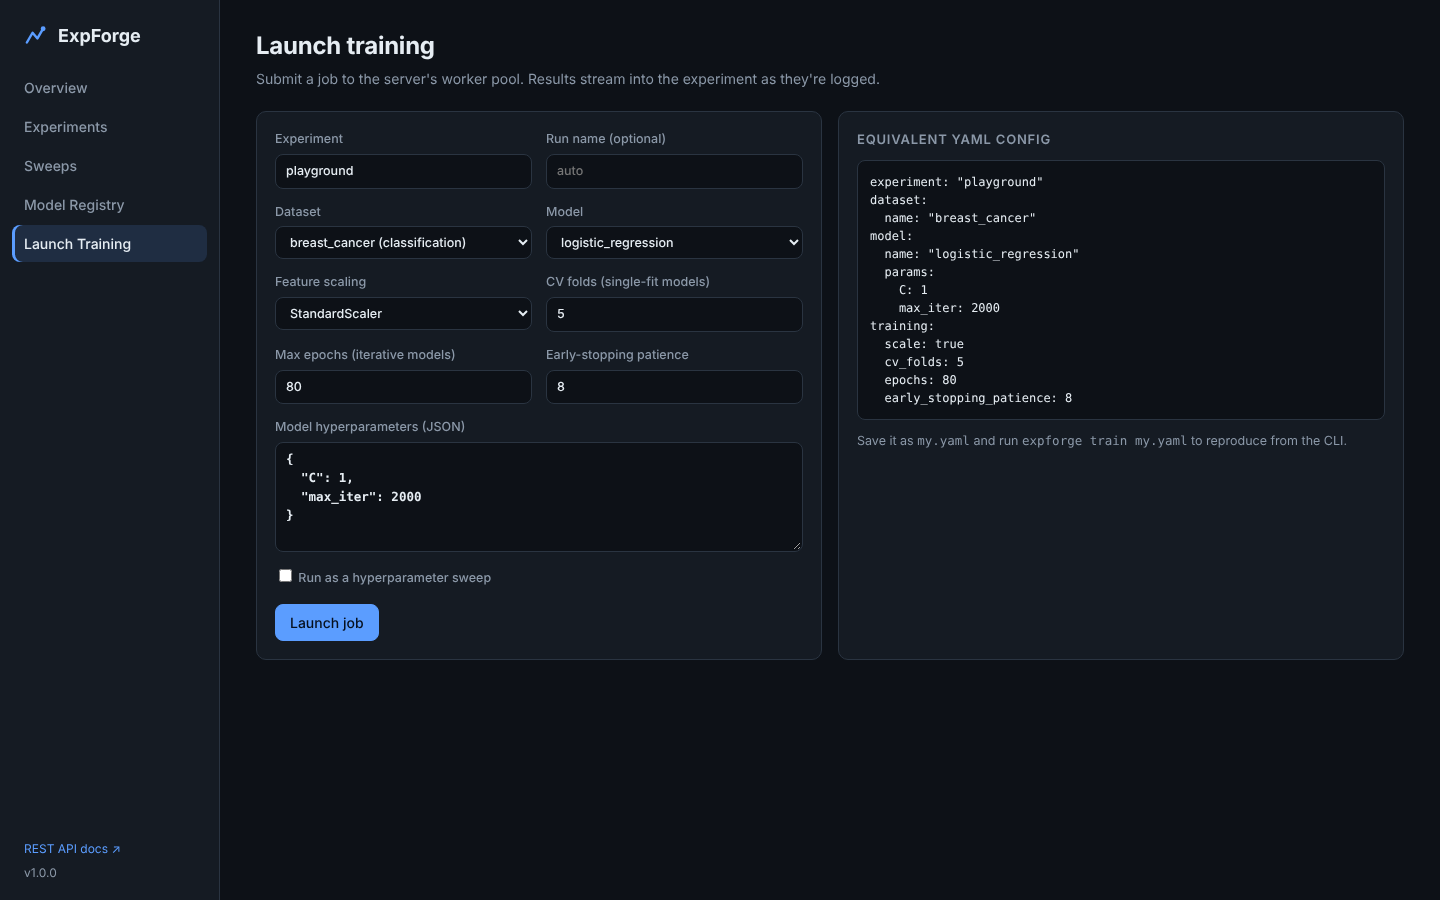 ExpForge
Overview
Experiments
Sweeps
Model Registry
Launch Training
REST API docs ↗
v1.0.0
Launch training
Submit a job to the server's worker pool. Results stream into the experiment as they're logged.
Experiment
playground
Run name (optional)
auto
Dataset
breast_cancer (classification)
Model
logistic_regression
Feature scaling
StandardScaler
CV folds (single-fit models)
5
Max epochs (iterative models)
80
Early-stopping patience
8
Model hyperparameters (JSON)
{
  "C": 1,
  "max_iter": 2000
}
Run as a hyperparameter sweep
Launch job
EQUIVALENT YAML CONFIG
experiment: "playground"
dataset:
  name: "breast_cancer"
model:
  name: "logistic_regression"
  params:
    C: 1
    max_iter: 2000
training:
  scale: true
  cv_folds: 5
  epochs: 80
  early_stopping_patience: 8
Save it as my.yaml and run expforge train my.yaml to reproduce from the CLI.